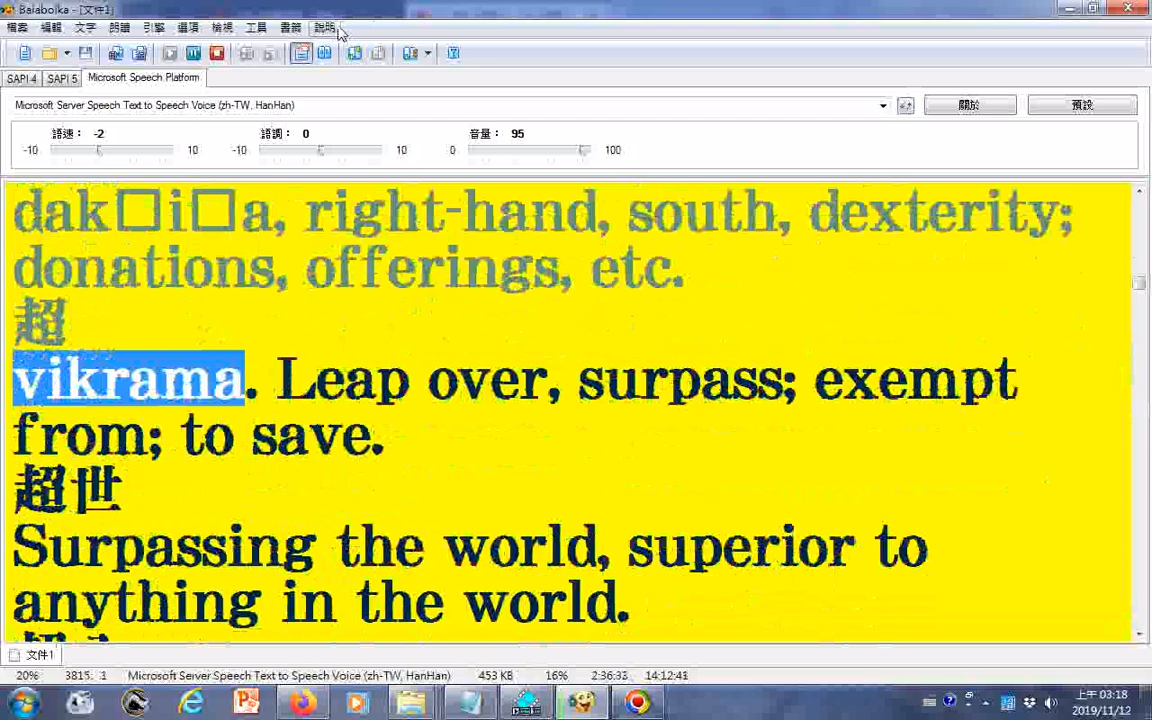 Balabolka - [文件1]
檔案 編輯 文字 朗讀 引擎 選項 檢視 工具 書籤 說明
SAPI 4 SAPI 5 Microsoft Speech Platform
Microsoft Server Speech Text to Speech Voice (zh-TW, HanHan) 關於 預設
語速： -2 語調： 0 音量： 95
-10 10 -10 10 0 100
dak□i□a, right-hand, south, dexterity;
donations, offerings, etc.
超
vikrama. Leap over, surpass; exempt
from; to save.
超世
Surpassing the world, superior to
anything in the world.
文件1
20% 3815: 1 Microsoft Server Speech Text to Speech Voice (zh-TW, HanHan) 453 KB 16% 2:36:33 14:12:41
上午 03:18
2019/11/12